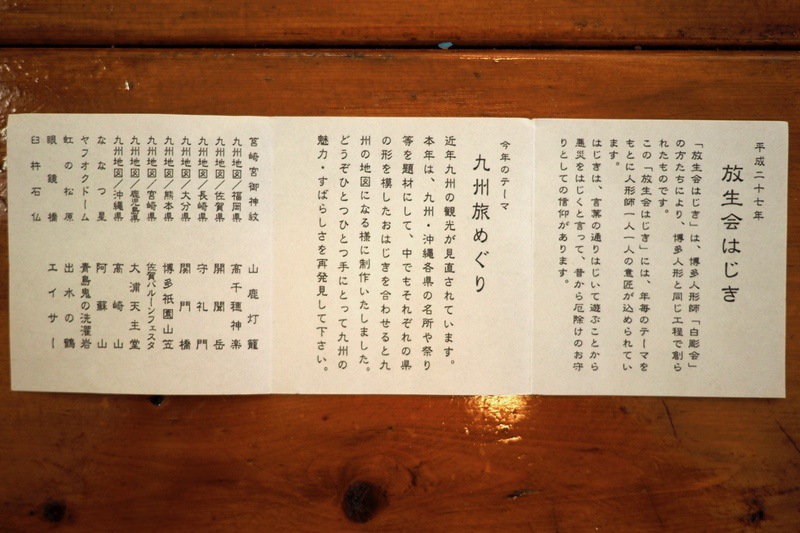 平成二十七年
放生会はじき
「放生会はじき」は、博多人形師「白彫会」
の方たちにより、博多人形と同じ工程で創ら
れたものです。
この「放生会はじき」には、年毎のテーマを
もとに人形師一人一人の意匠が込められてい
ます。
はじきは、言葉の通りはじいて遊ぶことから
悪災をはじくと言って、昔から厄除けのお守
りとしての信仰があります。
今年のテーマ
九州旅めぐり
近年九州の観光が見直されています。
本年は、九州・沖縄各県の名所や祭り
等を題材にして、中でもそれぞれの県
の形を模したおはじきを合わせると九
州の地図になる様に制作いたしました。
どうぞひとつひとつ手にとって九州の
魅力・すばらしさを再発見して下さい。
筥崎宮御神紋 山鹿灯籠
九州地図／福岡県 高千穂神楽
九州地図／佐賀県 開聞岳
九州地図／長崎県 守礼門
九州地図／大分県 関門橋
九州地図／熊本県 博多祇園山笠
九州地図／宮崎県 佐賀バルーンフェスタ
九州地図／鹿児島県 大浦天主堂
九州地図／沖縄県 高崎山
ななつ星 阿蘇山
ヤフオクドーム 青島鬼の洗濯岩
虹の松原 出水の鶴
眼鏡橋 エイサー
臼杵石仏